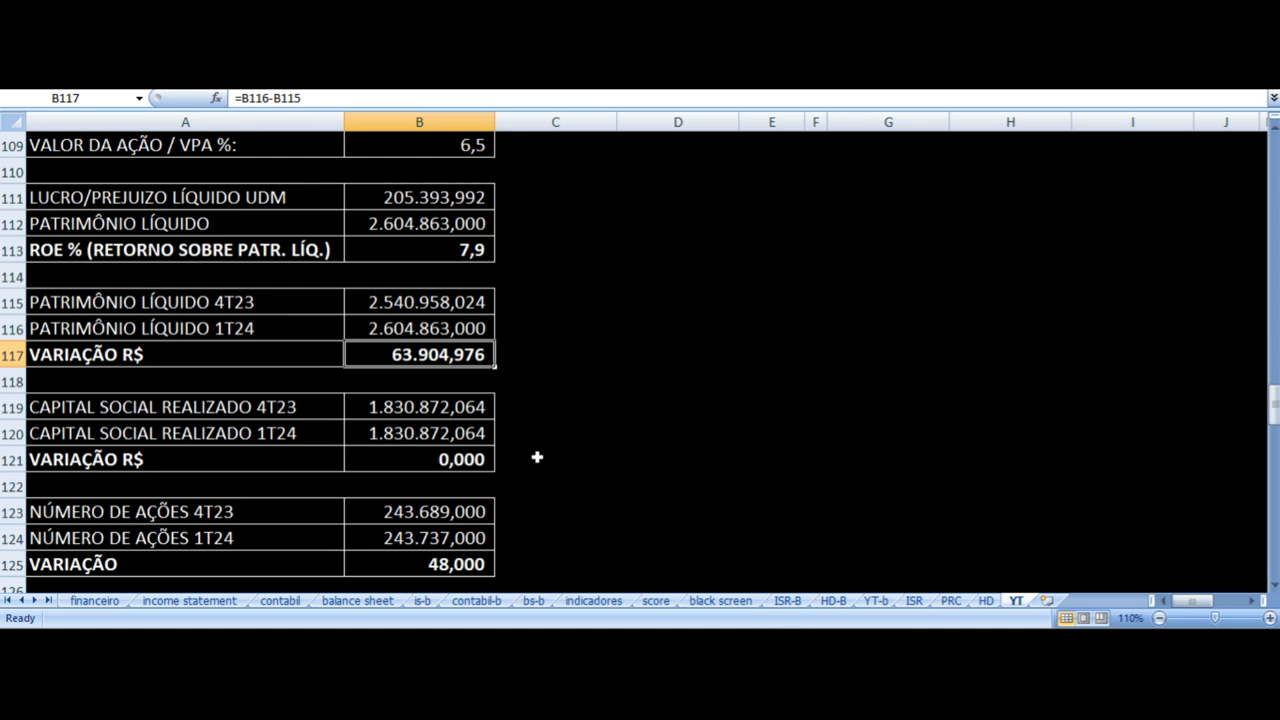 B117 fx =B116-B115
A B C D E F G H I J
109 VALOR DA AÇÃO / VPA %: 6,5
110
111 LUCRO/PREJUIZO LÍQUIDO UDM 205.393,992
112 PATRIMÔNIO LÍQUIDO 2.604.863,000
113 ROE % (RETORNO SOBRE PATR. LÍQ.) 7,9
114
115 PATRIMÔNIO LÍQUIDO 4T23 2.540.958,024
116 PATRIMÔNIO LÍQUIDO 1T24 2.604.863,000
117 VARIAÇÃO R$ 63.904,976
118
119 CAPITAL SOCIAL REALIZADO 4T23 1.830.872,064
120 CAPITAL SOCIAL REALIZADO 1T24 1.830.872,064
121 VARIAÇÃO R$ 0,000
122
123 NÚMERO DE AÇÕES 4T23 243.689,000
124 NÚMERO DE AÇÕES 1T24 243.737,000
125 VARIAÇÃO 48,000
126
financeiro income statement contabil balance sheet is-b contabil-b bs-b indicadores score black screen ISR-B HD-B YT-b ISR PRC HD YT
Ready 110%